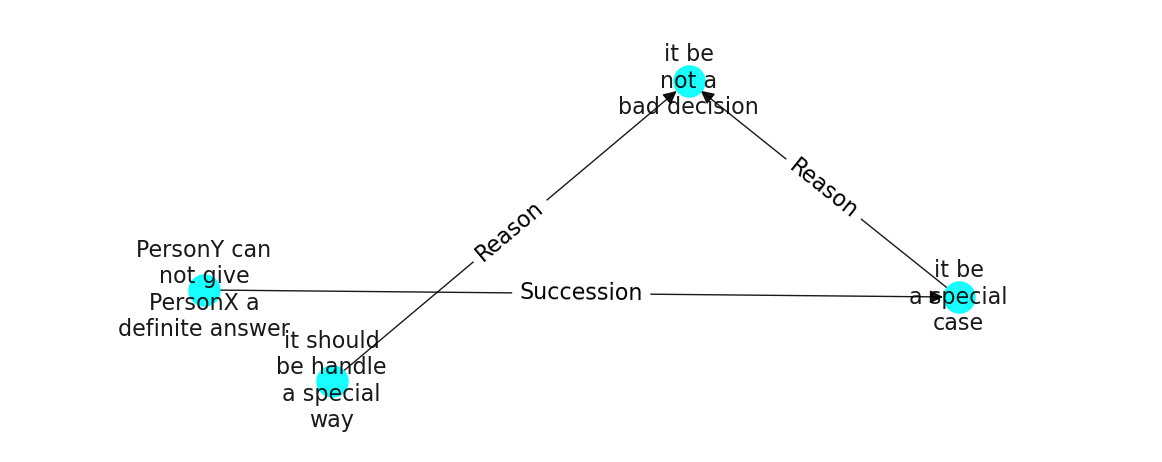 it be
not a
bad decision
Reason
Reason
PersonY can
not give
PersonX a
definite answer
Succession
it be
a special
case
it should
be handle
a special
way